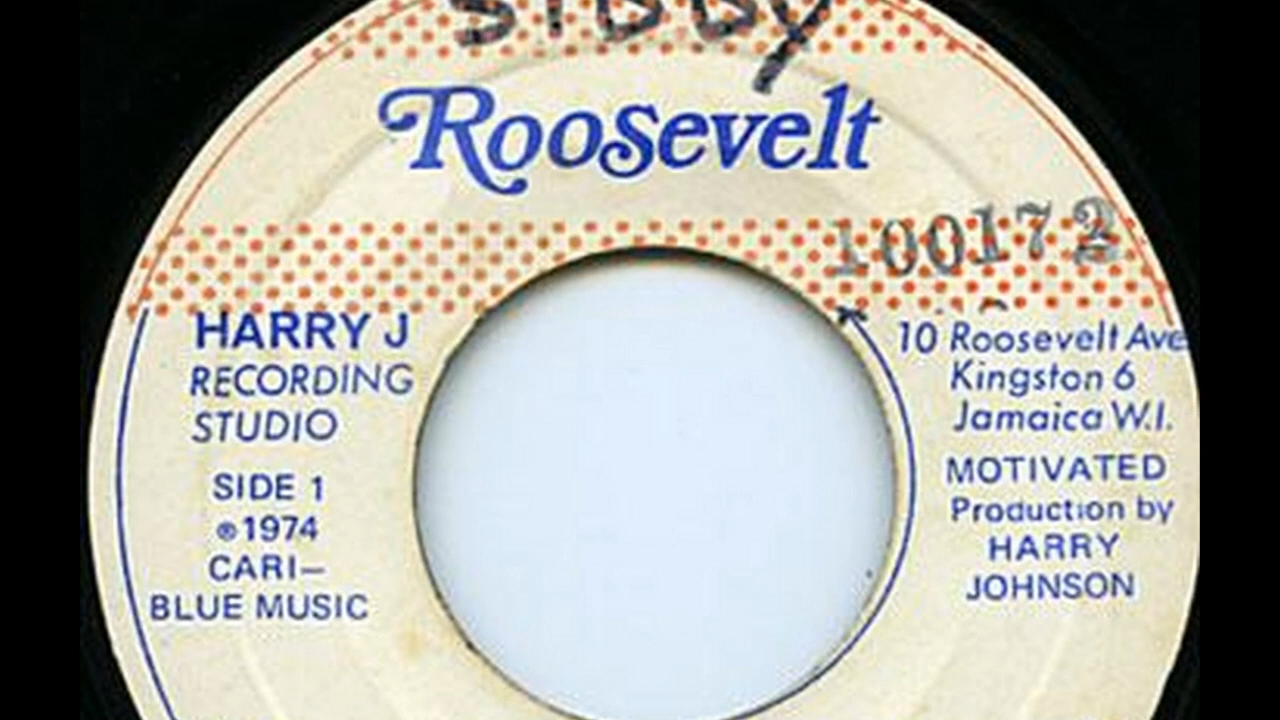 Roosevelt
100172
HARRY J
RECORDING
STUDIO
SIDE 1
℗1974
CARI—
BLUE MUSIC
10 Roosevelt Ave
Kingston 6
Jamaica W.I.
MOTIVATED
Production by
HARRY
JOHNSON